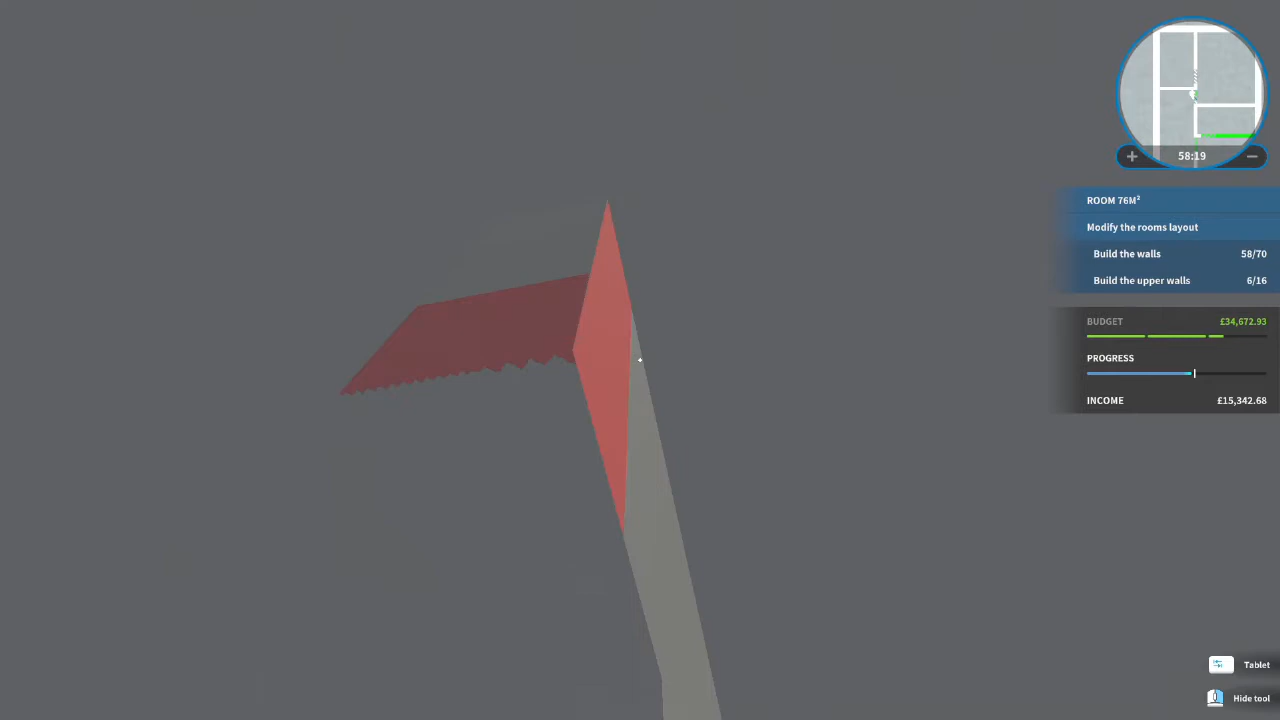 58:19
ROOM 76M²
Modify the rooms layout
Build the walls 58/70
Build the upper walls 6/16
BUDGET £34,672.93
PROGRESS
INCOME £15,342.68
Tablet
Hide tool